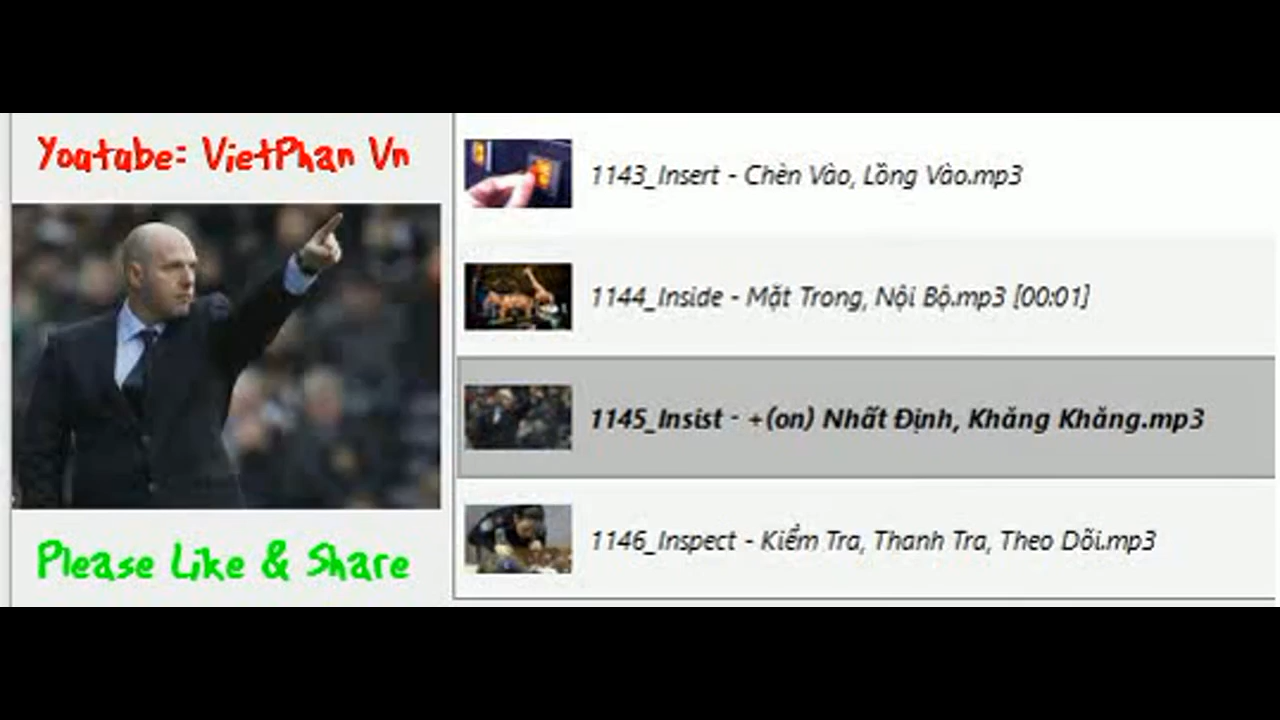 Youtube: VietPhan Vn
Please Like & Share
1143_Insert - Chèn Vào, Lồng Vào.mp3
1144_Inside - Mặt Trong, Nội Bộ.mp3 [00:01]
1145_Insist - +(on) Nhất Định, Khăng Khăng.mp3
1146_Inspect - Kiểm Tra, Thanh Tra, Theo Dõi.mp3